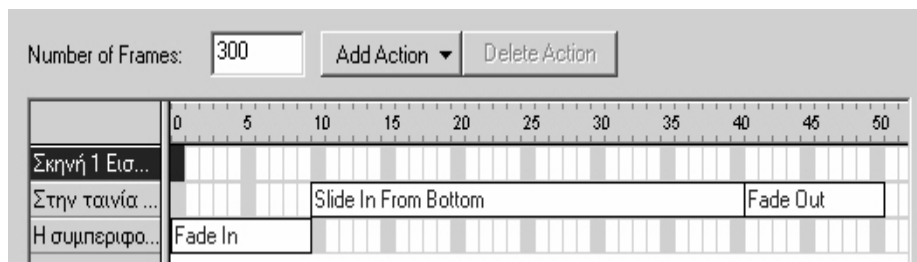 Number of Frames: 300 Add Action Delete Action
0 5 10 15 20 25 30 35 40 45 50
Σκηνή 1 Εισ...
Στην ταινία ... Slide In From Bottom Fade Out
Η συμπεριφο... Fade In